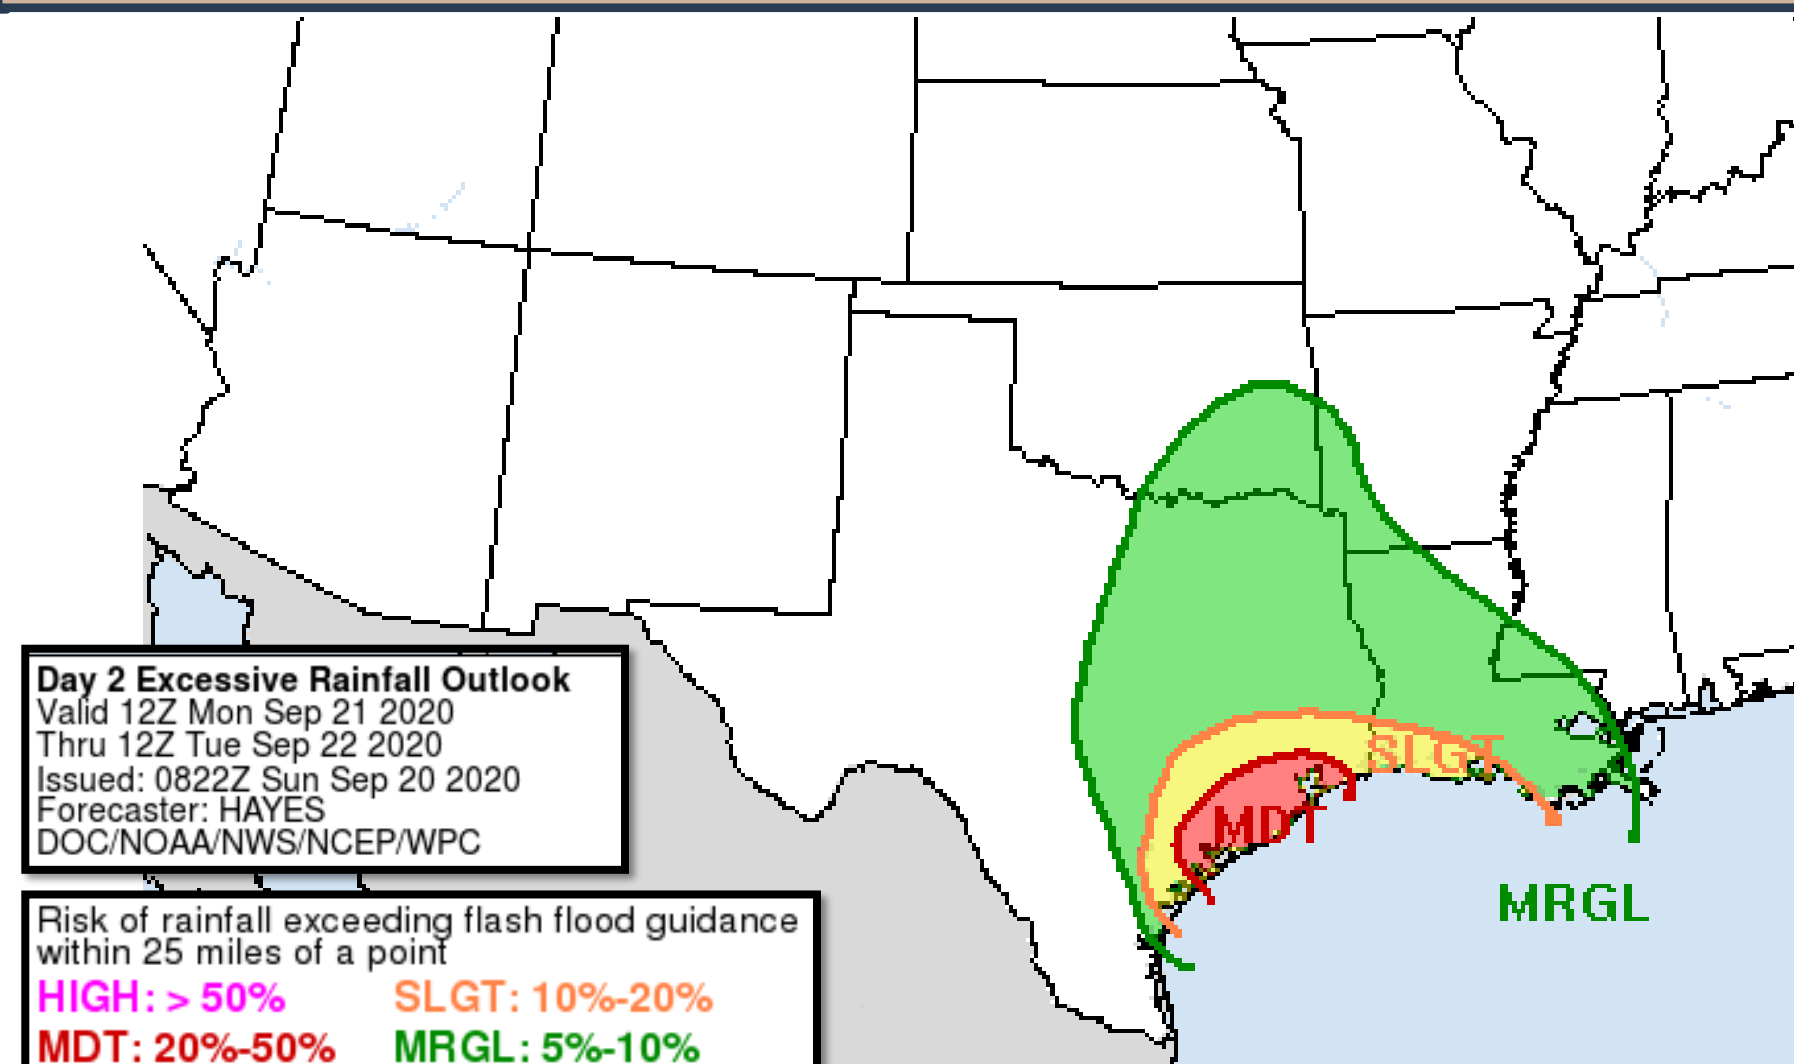 SLGT
MDT
MRGL
Day 2 Excessive Rainfall Outlook
Valid 12Z Mon Sep 21 2020
Thru 12Z Tue Sep 22 2020
Issued: 0822Z Sun Sep 20 2020
Forecaster: HAYES
DOC/NOAA/NWS/NCEP/WPC
Risk of rainfall exceeding flash flood guidance
within 25 miles of a point
HIGH: > 50% SLGT: 10%-20%
MDT: 20%-50% MRGL: 5%-10%